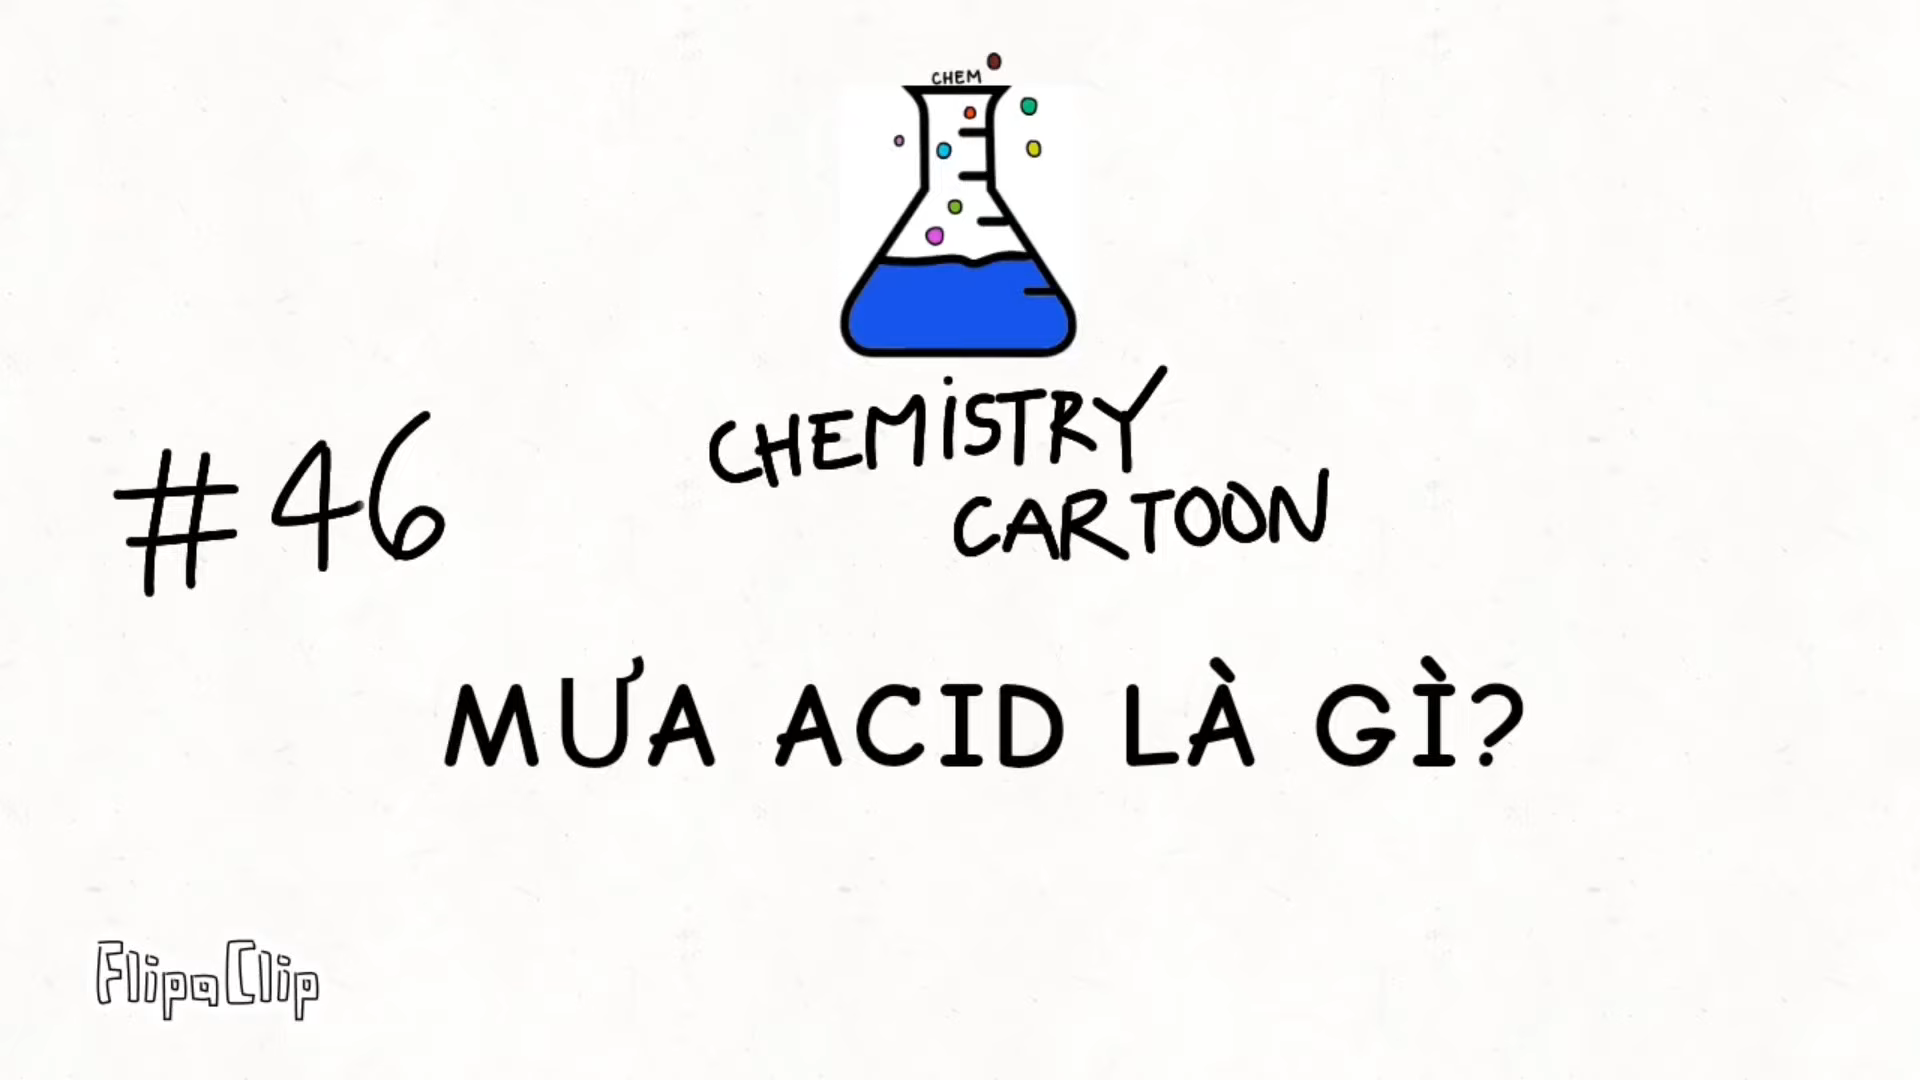 CHEM
CHEMiSTRY
CARTOON
#46
MƯA ACID LÀ GÌ?
FlipaClip